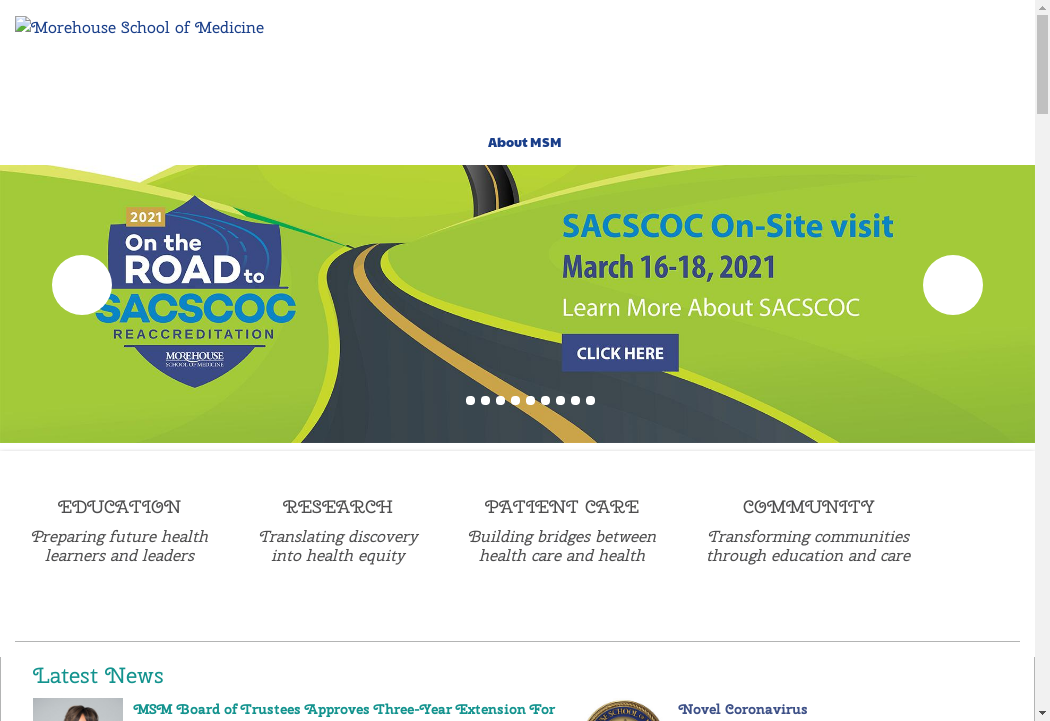 Morehouse School of Medicine
About MSM
2021
On the
ROAD to
SACSCOC
REACCREDITATION
MOREHOUSE
SCHOOL OF MEDICINE
SACSCOC On-Site visit
March 16-18, 2021
Learn More About SACSCOC
CLICK HERE
EDUCATION
Preparing future health
learners and leaders
RESEARCH
Translating discovery
into health equity
PATIENT CARE
Building bridges between
health care and health
COMMUNITY
Transforming communities
through education and care
Latest News
MSM Board of Trustees Approves Three-Year Extension For
Novel Coronavirus